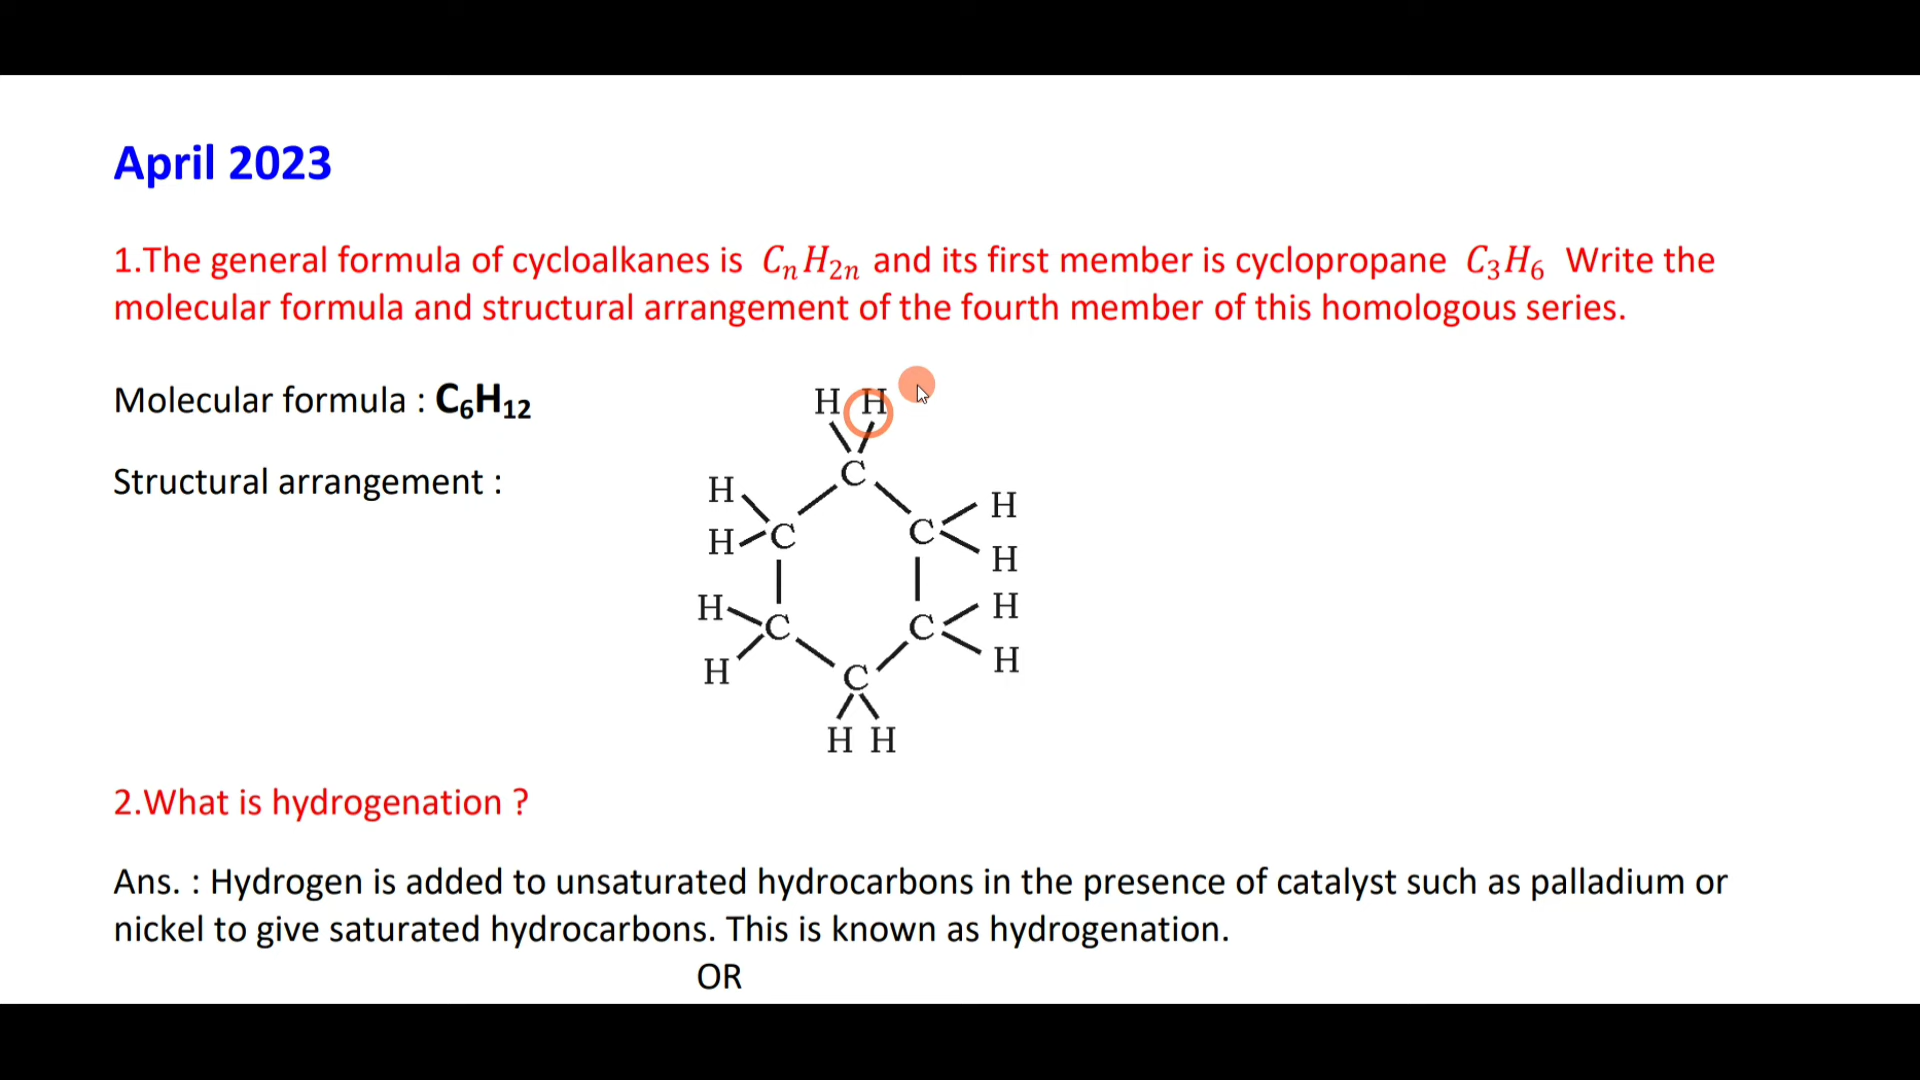 April 2023
1.The general formula of cycloalkanes is CₙH₂ₙ and its first member is cyclopropane C₃H₆ Write the
molecular formula and structural arrangement of the fourth member of this homologous series.
Molecular formula : C₆H₁₂
Structural arrangement :
H H
C
H H
H C C H
H H
C C
H H
C
H H
2.What is hydrogenation ?
Ans. : Hydrogen is added to unsaturated hydrocarbons in the presence of catalyst such as palladium or
nickel to give saturated hydrocarbons. This is known as hydrogenation.
OR